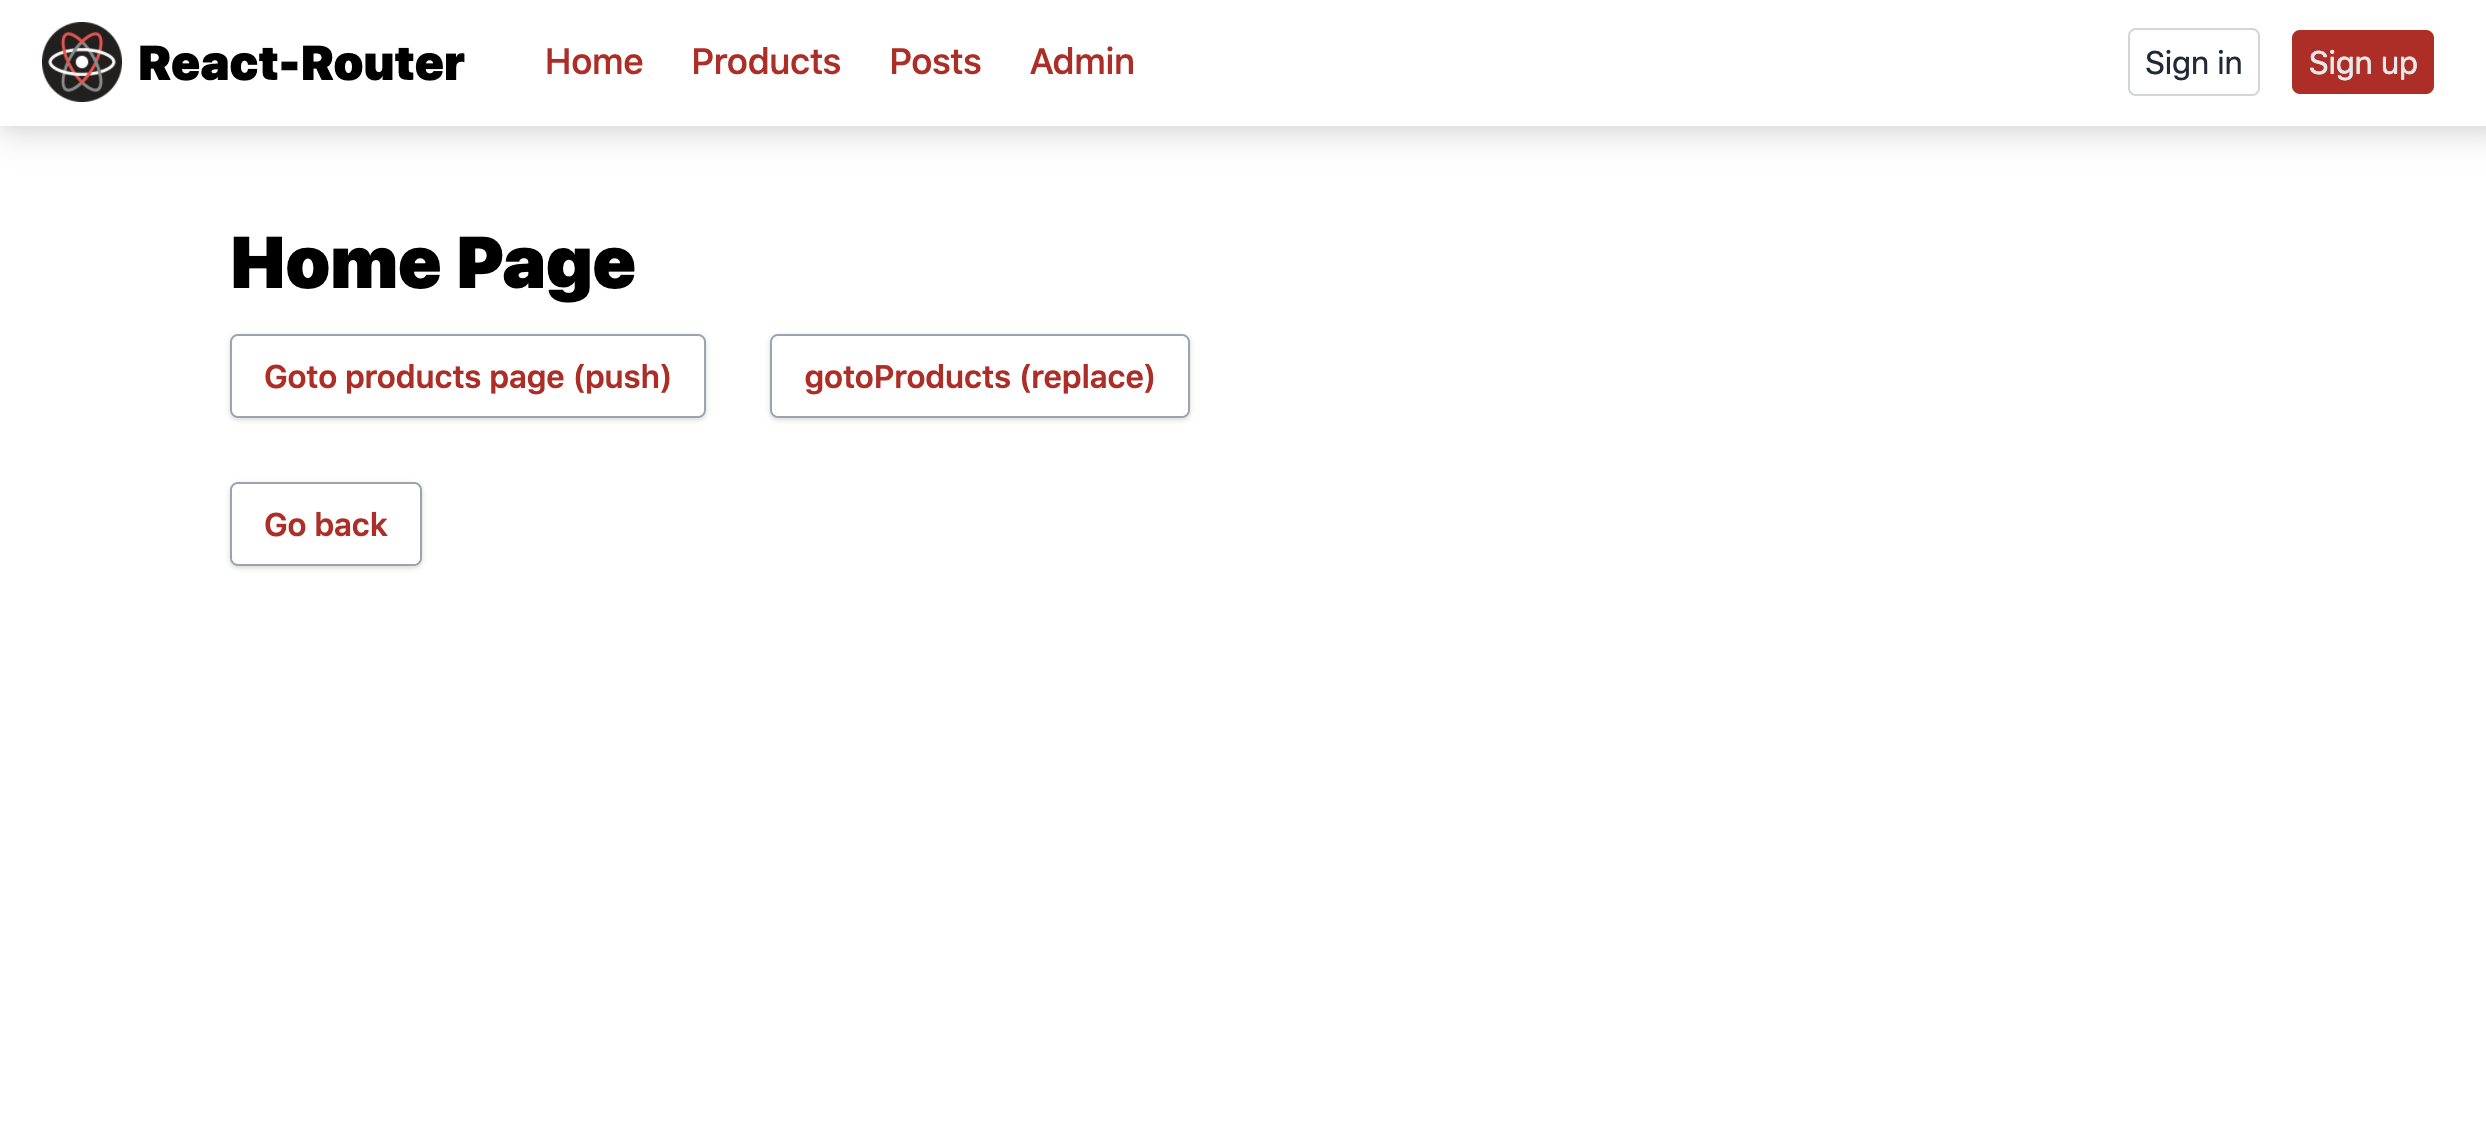 React-Router Home Products Posts Admin Sign in Sign up
Home Page
Goto products page (push) gotoProducts (replace)
Go back